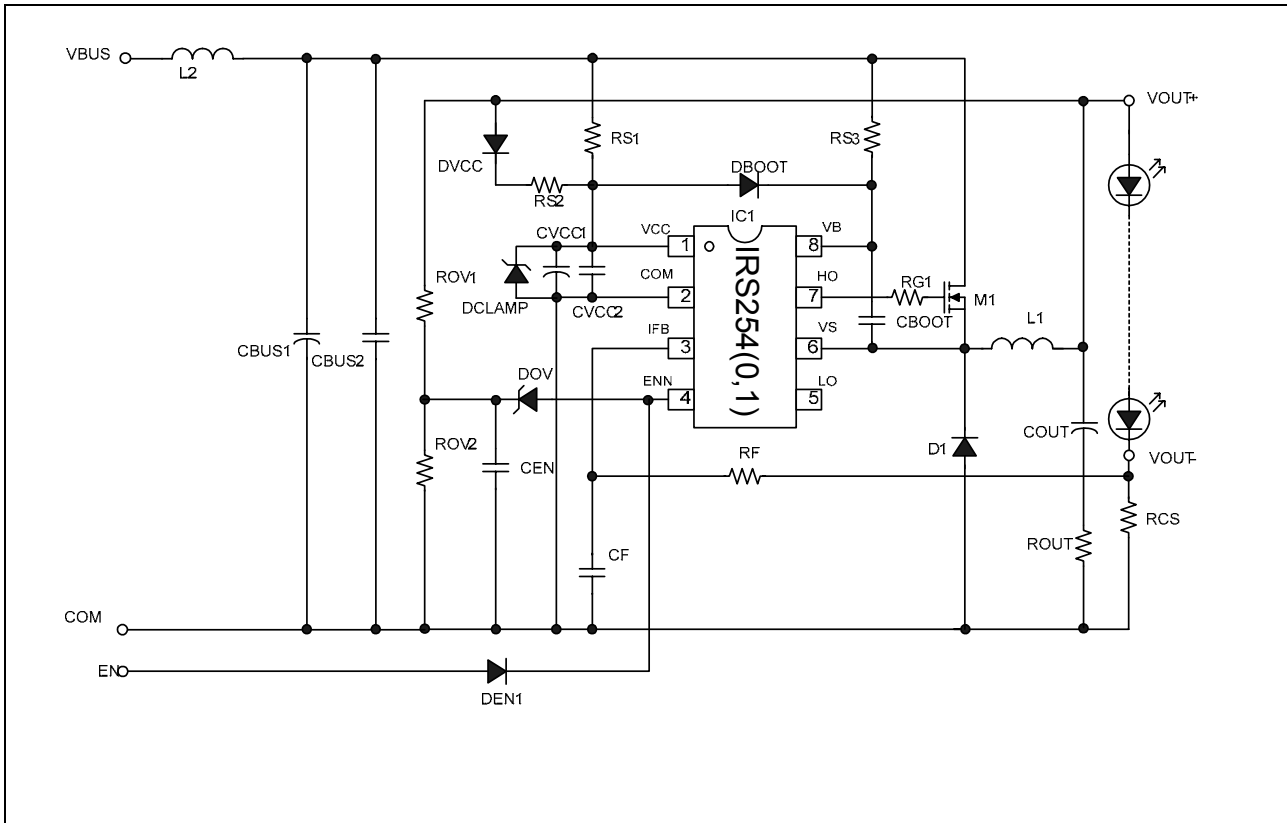 VBUS
L2
VOUT+
RS1
RS3
DVCC
DBOOT
RS2
IC1
CVCC1
VCC
VB
1
8
COM
HO
ROV1
RG1
DCLAMP
2
7
M1
CVCC2
IRS254(0,1)
CBOOT
L1
IFB
VS
CBUS1
CBUS2
3
6
DOV
ENN
LO
4
5
COUT
ROV2
RF
D1
VOUT-
CEN
RCS
CF
ROUT
COM
EN
DEN1